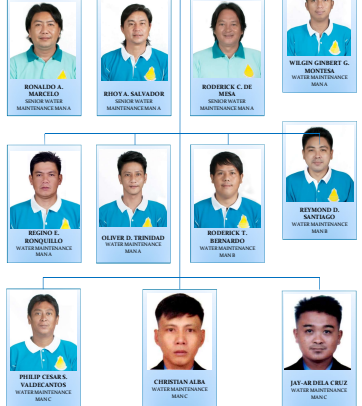 RONALDO A.
MARCELO
SENIOR WATER
MAINTENANCE MAN A
RHOY A. SALVADOR
SENIOR WATER
MAINTENANCE MAN A
RODERICK C. DE
MESA
SENIOR WATER
MAINTENANCE MAN A
WILGIN GINBERT G.
MONTESA
WATER MAINTENANCE
MAN A
REGINO E.
RONQUILLO
WATER MAINTENANCE
MAN A
OLIVER D. TRINIDAD
WATER MAINTENANCE
MAN A
RODERICK T.
BERNARDO
WATER MAINTENANCE
MAN B
REYMOND D.
SANTIAGO
WATER MAINTENANCE
MAN B
PHILIP CESAR S.
VALDECANTOS
WATER MAINTENANCE
MAN C
CHRISTIAN ALBA
WATER MAINTENANCE
MAN C
JAY-AR DELA CRUZ
WATER MAINTENANCE
MAN C